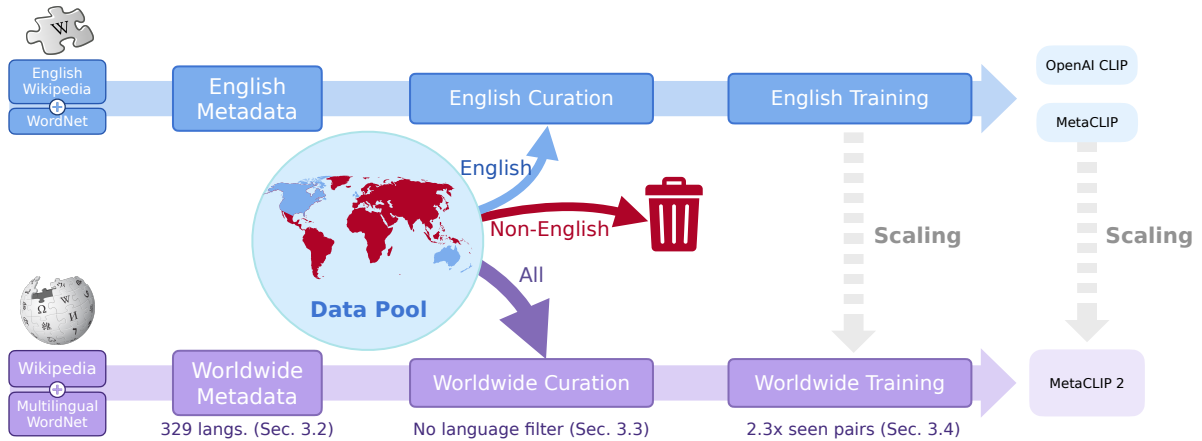 W
English
Wikipedia
+
WordNet
English
Metadata
English Curation
English Training
OpenAI CLIP
MetaCLIP
English
Non-English
All
Data Pool
Scaling
Scaling
Ω
W
И
Wikipedia
+
Multilingual
WordNet
Worldwide
Metadata
Worldwide Curation
Worldwide Training
MetaCLIP 2
329 langs. (Sec. 3.2)
No language filter (Sec. 3.3)
2.3x seen pairs (Sec. 3.4)